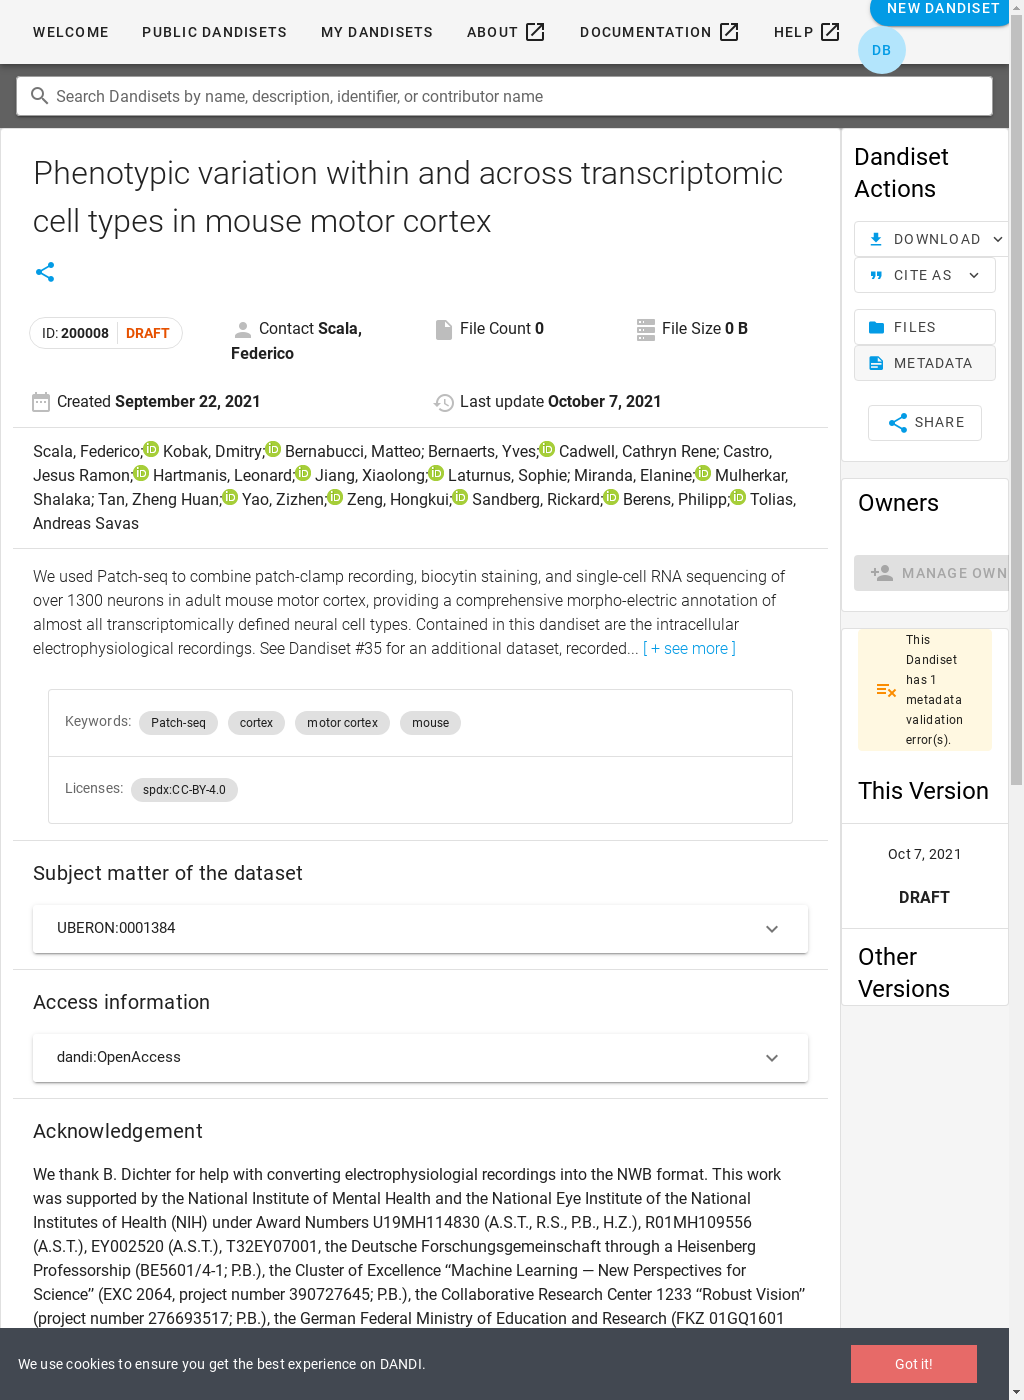 WELCOME PUBLIC DANDISETS MY DANDISETS ABOUT DOCUMENTATION HELP NEW DANDISET
DB
Search Dandisets by name, description, identifier, or contributor name
Phenotypic variation within and across transcriptomic
cell types in mouse motor cortex
ID: 200008 DRAFT
Contact Scala,
Federico
File Count 0
File Size 0 B
Created September 22, 2021
Last update October 7, 2021
Scala, Federico; Kobak, Dmitry; Bernabucci, Matteo; Bernaerts, Yves; Cadwell, Cathryn Rene; Castro,
Jesus Ramon; Hartmanis, Leonard; Jiang, Xiaolong; Laturnus, Sophie; Miranda, Elanine; Mulherkar,
Shalaka; Tan, Zheng Huan; Yao, Zizhen; Zeng, Hongkui; Sandberg, Rickard; Berens, Philipp; Tolias,
Andreas Savas
We used Patch-seq to combine patch-clamp recording, biocytin staining, and single-cell RNA sequencing of
over 1300 neurons in adult mouse motor cortex, providing a comprehensive morpho-electric annotation of
almost all transcriptomically defined neural cell types. Contained in this dandiset are the intracellular
electrophysiological recordings. See Dandiset #35 for an additional dataset, recorded... [ + see more ]
Keywords: Patch-seq cortex motor cortex mouse
Licenses: spdx:CC-BY-4.0
Subject matter of the dataset
UBERON:0001384
Access information
dandi:OpenAccess
Acknowledgement
We thank B. Dichter for help with converting electrophysiologial recordings into the NWB format. This work
was supported by the National Institute of Mental Health and the National Eye Institute of the National
Institutes of Health (NIH) under Award Numbers U19MH114830 (A.S.T., R.S., P.B., H.Z.), R01MH109556
(A.S.T.), EY002520 (A.S.T.), T32EY07001, the Deutsche Forschungsgemeinschaft through a Heisenberg
Professorship (BE5601/4-1; P.B.), the Cluster of Excellence “Machine Learning — New Perspectives for
Science” (EXC 2064, project number 390727645; P.B.), the Collaborative Research Center 1233 “Robust Vision”
(project number 276693517; P.B.), the German Federal Ministry of Education and Research (FKZ 01GQ1601
Dandiset
Actions
DOWNLOAD
CITE AS
FILES
METADATA
SHARE
Owners
MANAGE OWN
This
Dandiset
has 1
metadata
validation
error(s).
This Version
Oct 7, 2021
DRAFT
Other
Versions
We use cookies to ensure you get the best experience on DANDI.
Got it!